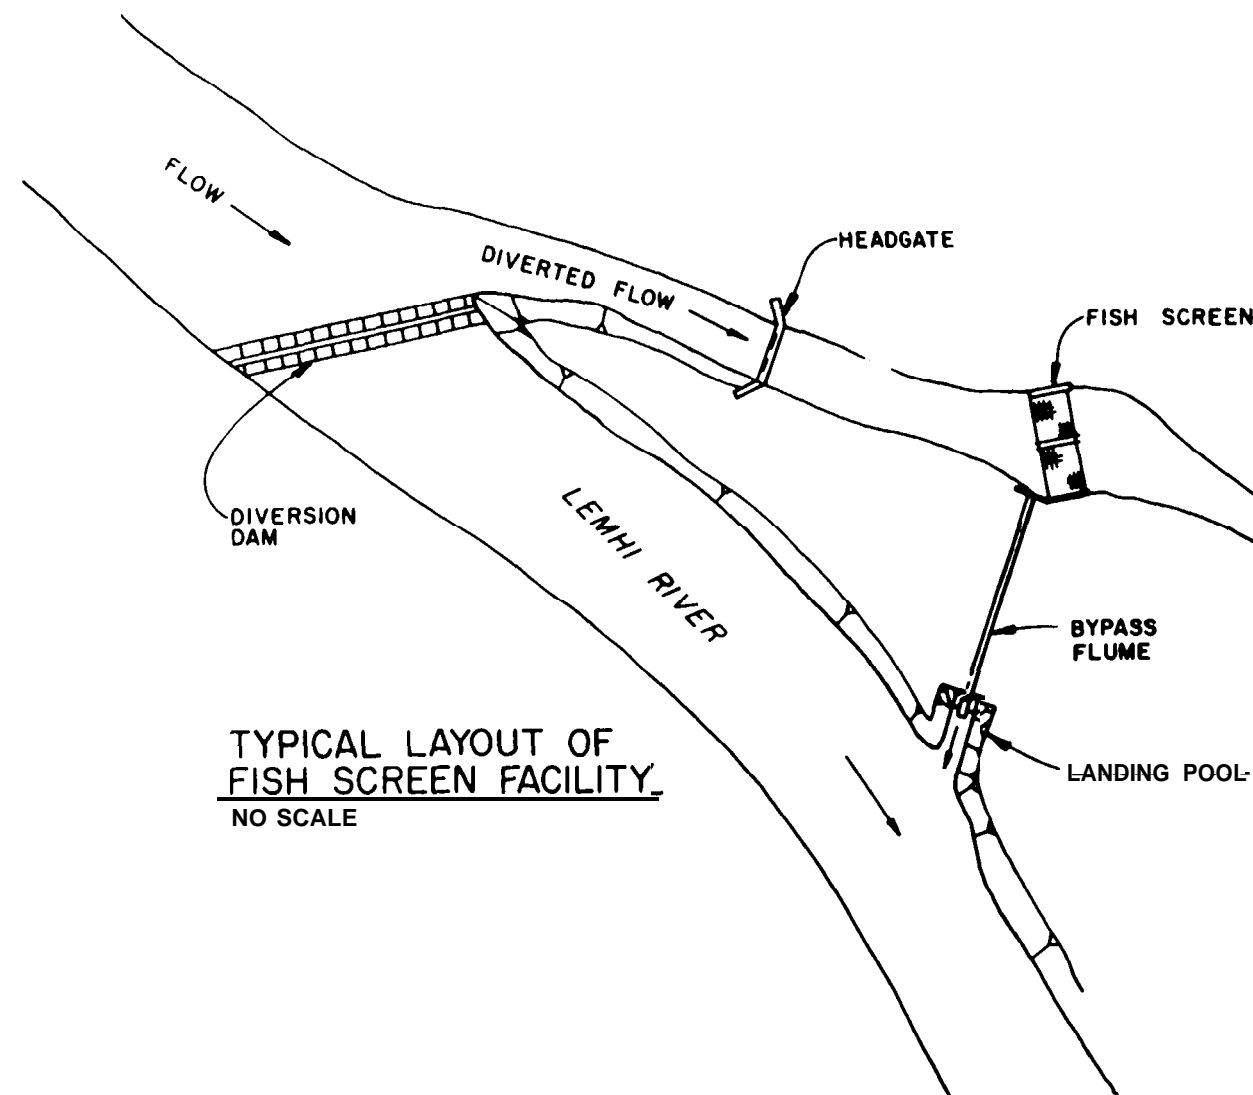 FLOW
DIVERTED FLOW
HEADGATE
FISH SCREEN
DIVERSION
DAM
LEMHI RIVER
BYPASS
FLUME
LANDING POOL
TYPICAL LAYOUT OF
FISH SCREEN FACILITY
NO SCALE